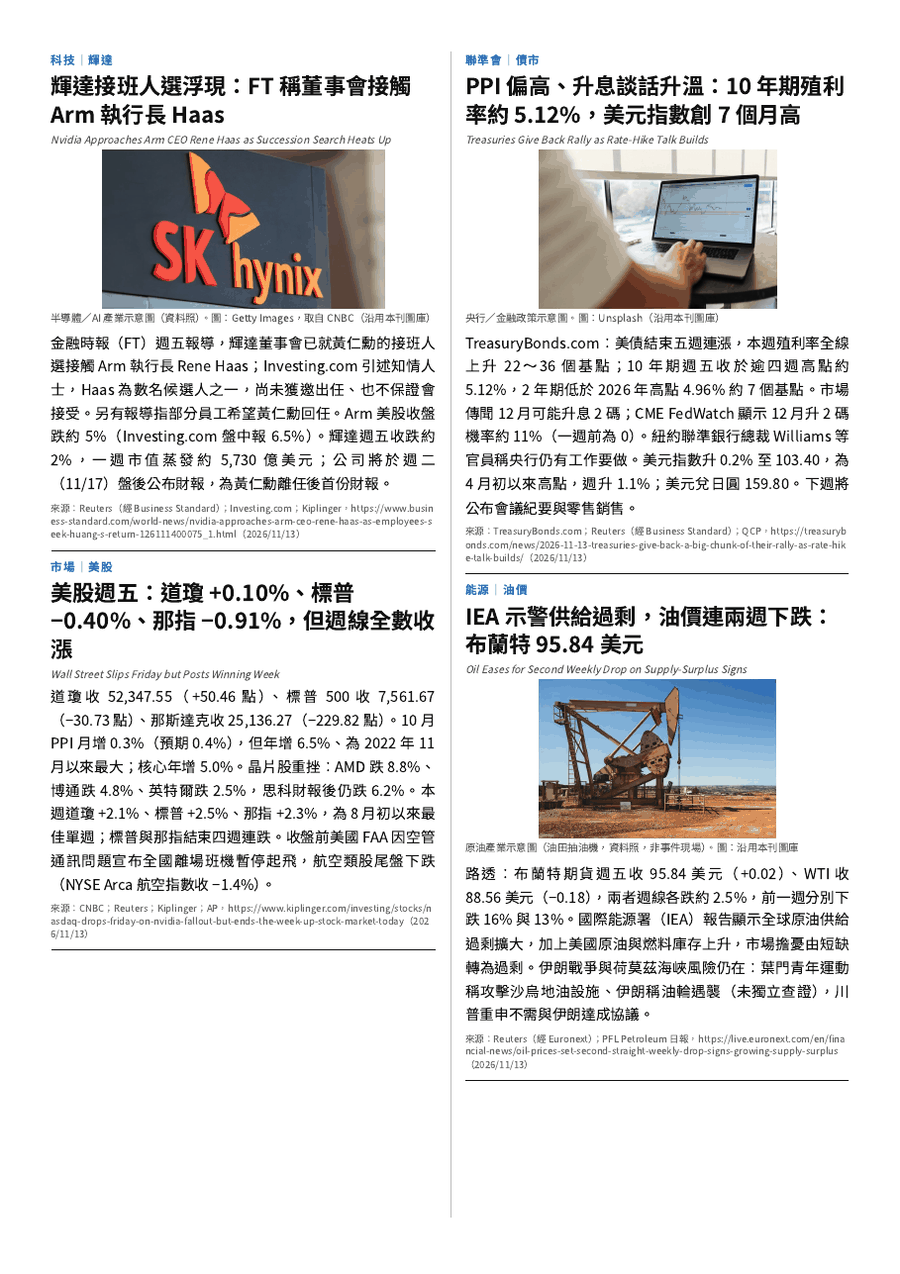 科技｜輝達
輝達接班人選浮現：FT 稱董事會接觸
Arm 執行長 Haas
Nvidia Approaches Arm CEO Rene Haas as Succession Search Heats Up
SK hynix
半導體／AI 產業示意圖（資料照）。圖：Getty Images，取自 CNBC（沿用本刊圖庫）
金融時報（FT）週五報導，輝達董事會已就黃仁勳的接班人
選接觸 Arm 執行長 Rene Haas；Investing.com 引述知情人
士，Haas 為數名候選人之一，尚未獲邀出任、也不保證會
接受。另有報導指部分員工希望黃仁勳回任。Arm 美股收盤
跌約 5%（Investing.com 盤中報 6.5%）。輝達週五收跌約
2%，一週市值蒸發約 5,730 億美元；公司將於週二
（11/17）盤後公布財報，為黃仁勳離任後首份財報。
來源：Reuters（經 Business Standard）；Investing.com；Kiplinger，https://www.busin
ess-standard.com/world-news/nvidia-approaches-arm-ceo-rene-haas-as-employees-s
eek-huang-s-return-126111400075_1.html（2026/11/13）
市場｜美股
美股週五：道瓊 +0.10%、標普
−0.40%、那指 −0.91%，但週線全數收
漲
Wall Street Slips Friday but Posts Winning Week
道瓊收 52,347.55（+50.46 點）、標普 500 收 7,561.67
（−30.73 點）、那斯達克收 25,136.27（−229.82 點）。10 月
PPI 月增 0.3%（預期 0.4%），但年增 6.5%、為 2022 年 11
月以來最大；核心年增 5.0%。晶片股重挫：AMD 跌 8.8%、
博通跌 4.8%、英特爾跌 2.5%，思科財報後仍跌 6.2%。本
週道瓊 +2.1%、標普 +2.5%、那指 +2.3%，為 8 月初以來最
佳單週；標普與那指結束四週連跌。收盤前美國 FAA 因空管
通訊問題宣布全國離場班機暫停起飛，航空類股尾盤下跌
（NYSE Arca 航空指數收 −1.4%）。
來源：CNBC；Reuters；Kiplinger；AP，https://www.kiplinger.com/investing/stocks/n
asdaq-drops-friday-on-nvidia-fallout-but-ends-the-week-up-stock-market-today（202
6/11/13）
聯準會｜債市
PPI 偏高、升息談話升溫：10 年期殖利
率約 5.12%，美元指數創 7 個月高
Treasuries Give Back Rally as Rate-Hike Talk Builds
央行／金融政策示意圖。圖：Unsplash（沿用本刊圖庫）
TreasuryBonds.com：美債結束五週連漲，本週殖利率全線
上升 22～36 個基點；10 年期週五收於逾四週高點約
5.12%，2 年期低於 2026 年高點 4.96% 約 7 個基點。市場
傳聞 12 月可能升息 2 碼；CME FedWatch 顯示 12 月升 2 碼
機率約 11%（一週前為 0）。紐約聯準銀行總裁 Williams 等
官員稱央行仍有工作要做。美元指數升 0.2% 至 103.40，為
4 月初以來高點，週升 1.1%；美元兌日圓 159.80。下週將
公布會議紀要與零售銷售。
來源：TreasuryBonds.com；Reuters（經 Business Standard）；QCP，https://treasuryb
onds.com/news/2026-11-13-treasuries-give-back-a-big-chunk-of-their-rally-as-rate-hik
e-talk-builds/（2026/11/13）
能源｜油價
IEA 示警供給過剩，油價連兩週下跌：
布蘭特 95.84 美元
Oil Eases for Second Weekly Drop on Supply-Surplus Signs
原油產業示意圖（油田抽油機，資料照，非事件現場）。圖：沿用本刊圖庫
路透：布蘭特期貨週五收 95.84 美元（+0.02）、WTI 收
88.56 美元（−0.18），兩者週線各跌約 2.5%，前一週分別下
跌 16% 與 13%。國際能源署（IEA）報告顯示全球原油供給
過剩擴大，加上美國原油與燃料庫存上升，市場擔憂由短缺
轉為過剩。伊朗戰爭與荷莫茲海峽風險仍在：葉門青年運動
稱攻擊沙烏地油設施、伊朗稱油輪遇襲（未獨立查證），川
普重申不需與伊朗達成協議。
來源：Reuters（經 Euronext）；PFL Petroleum 日報，https://live.euronext.com/en/fina
ncial-news/oil-prices-set-second-straight-weekly-drop-signs-growing-supply-surplus
（2026/11/13）